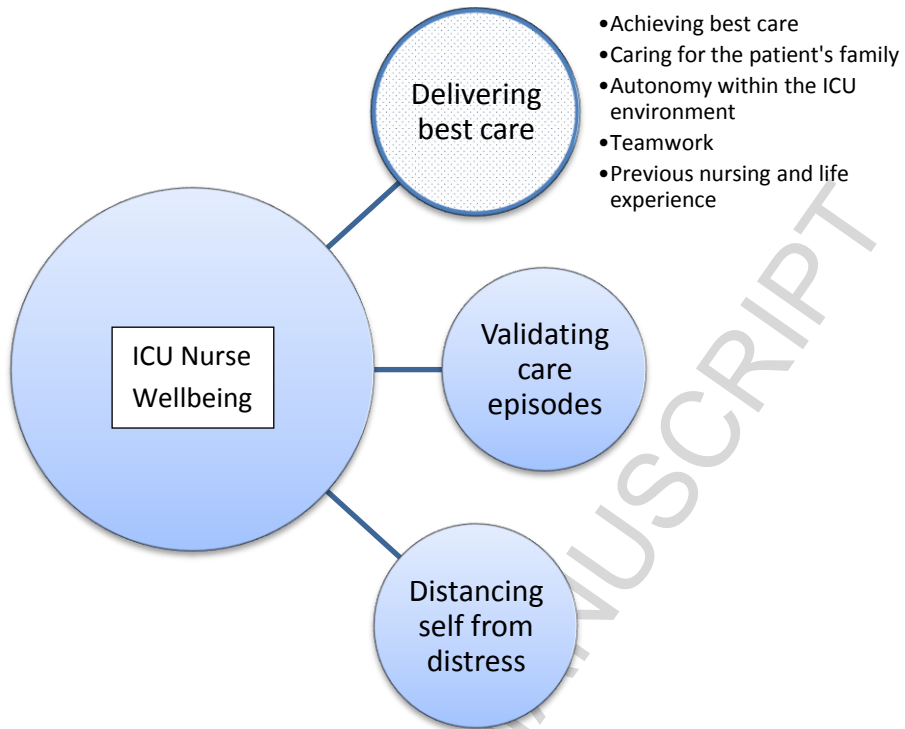 Delivering
best care
•Achieving best care
•Caring for the patient's family
•Autonomy within the ICU
environment
•Teamwork
•Previous nursing and life
experience
ICU Nurse
Wellbeing
Validating
care
episodes
Distancing
self from
distress
ANUSCRIPT